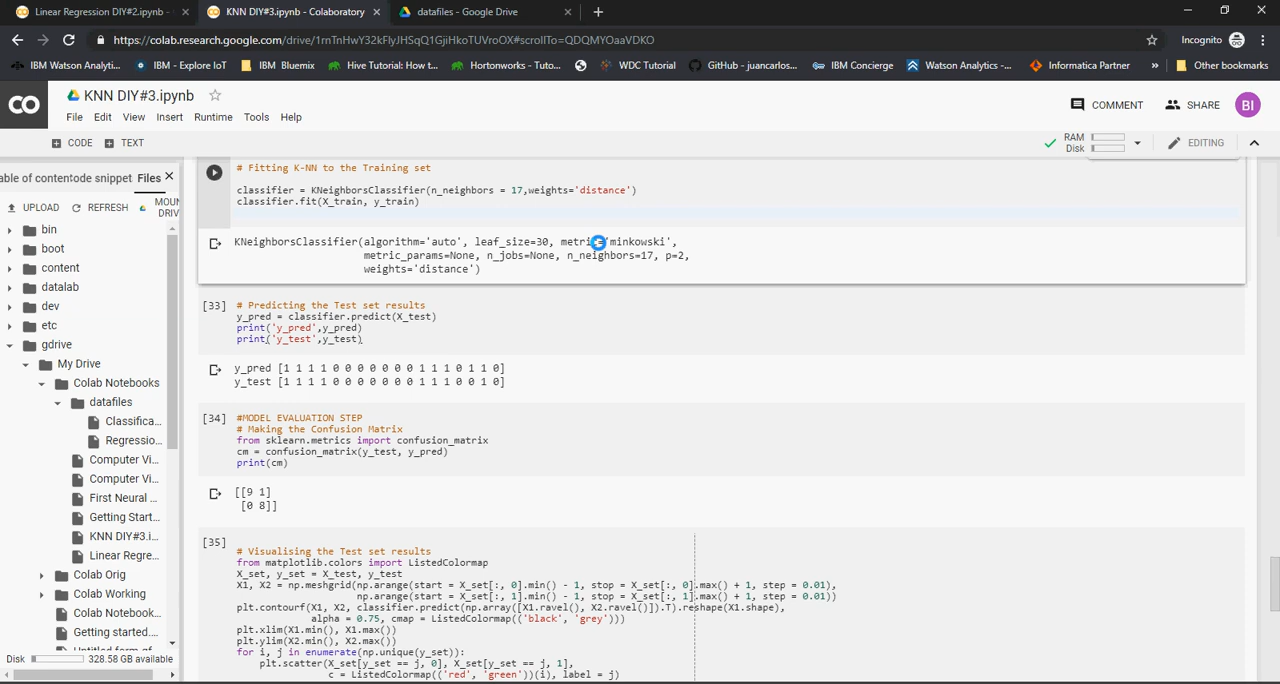 Linear Regression DIY#2.ipynb -
KNN DIY#3.ipynb - Colaboratory
datafiles - Google Drive
https://colab.research.google.com/drive/1rnTnHwY32kFlyJHSqQ1GjiHkoTUVroOX#scrollTo=QDQMYOaaVDKO
Incognito
IBM Watson Analyti...
IBM - Explore IoT
IBM Bluemix
Hive Tutorial: How t...
Hortonworks - Tuto...
WDC Tutorial
GitHub - juancarlos...
IBM Concierge
Watson Analytics -...
Informatica Partner
»
Other bookmarks
CO
KNN DIY#3.ipynb
COMMENT
SHARE
BI
File Edit View Insert Runtime Tools Help
CODE
TEXT
RAM
Disk
EDITING
able of contentode snippet Files
UPLOAD
REFRESH
MOUN
DRIV
bin
boot
content
datalab
dev
etc
gdrive
My Drive
Colab Notebooks
datafiles
Classifica...
Regressio...
Computer Vi...
Computer Vi...
First Neural ...
Getting Start...
KNN DIY#3.i...
Linear Regre...
Colab Orig
Colab Working
Colab Notebook...
Getting started....
Disk
328.58 GB available
# Fitting K-NN to the Training set
classifier = KNeighborsClassifier(n_neighbors = 17,weights='distance')
classifier.fit(X_train, y_train)
KNeighborsClassifier(algorithm='auto', leaf_size=30, metric='minkowski',
metric_params=None, n_jobs=None, n_neighbors=17, p=2,
weights='distance')
[33]
# Predicting the Test set results
y_pred = classifier.predict(X_test)
print('y_pred',y_pred)
print('y_test',y_test)
y_pred [1 1 1 1 0 0 0 0 0 0 0 1 1 1 0 1 1 0]
y_test [1 1 1 1 0 0 0 0 0 0 0 1 1 1 0 0 1 0]
[34]
#MODEL EVALUATION STEP
# Making the Confusion Matrix
from sklearn.metrics import confusion_matrix
cm = confusion_matrix(y_test, y_pred)
print(cm)
[[9 1]
[0 8]]
[35]
# Visualising the Test set results
from matplotlib.colors import ListedColormap
X_set, y_set = X_test, y_test
X1, X2 = np.meshgrid(np.arange(start = X_set[:, 0].min() - 1, stop = X_set[:, 0].max() + 1, step = 0.01),
np.arange(start = X_set[:, 1].min() - 1, stop = X_set[:, 1].max() + 1, step = 0.01))
plt.contourf(X1, X2, classifier.predict(np.array([X1.ravel(), X2.ravel()]).T).reshape(X1.shape),
alpha = 0.75, cmap = ListedColormap(('black', 'grey')))
plt.xlim(X1.min(), X1.max())
plt.ylim(X2.min(), X2.max())
for i, j in enumerate(np.unique(y_set)):
plt.scatter(X_set[y_set == j, 0], X_set[y_set == j, 1],
c = ListedColormap(('red', 'green'))(i), label = j)